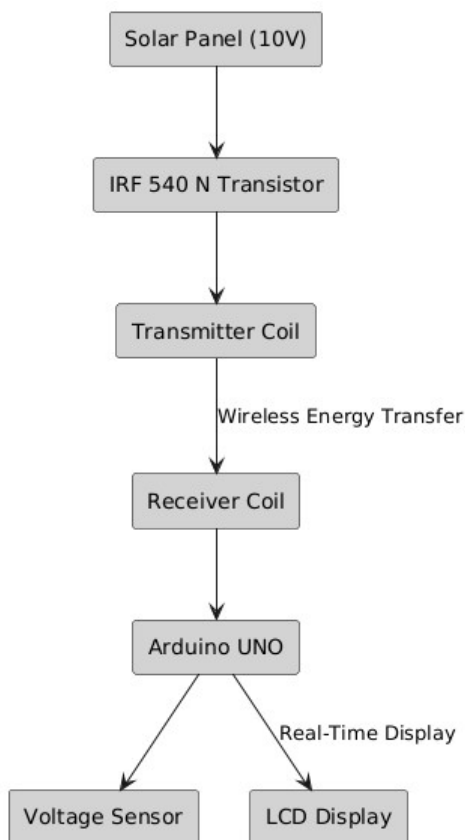 Solar Panel (10V)
IRF 540 N Transistor
Transmitter Coil
Wireless Energy Transfer
Receiver Coil
Arduino UNO
Real-Time Display
Voltage Sensor
LCD Display